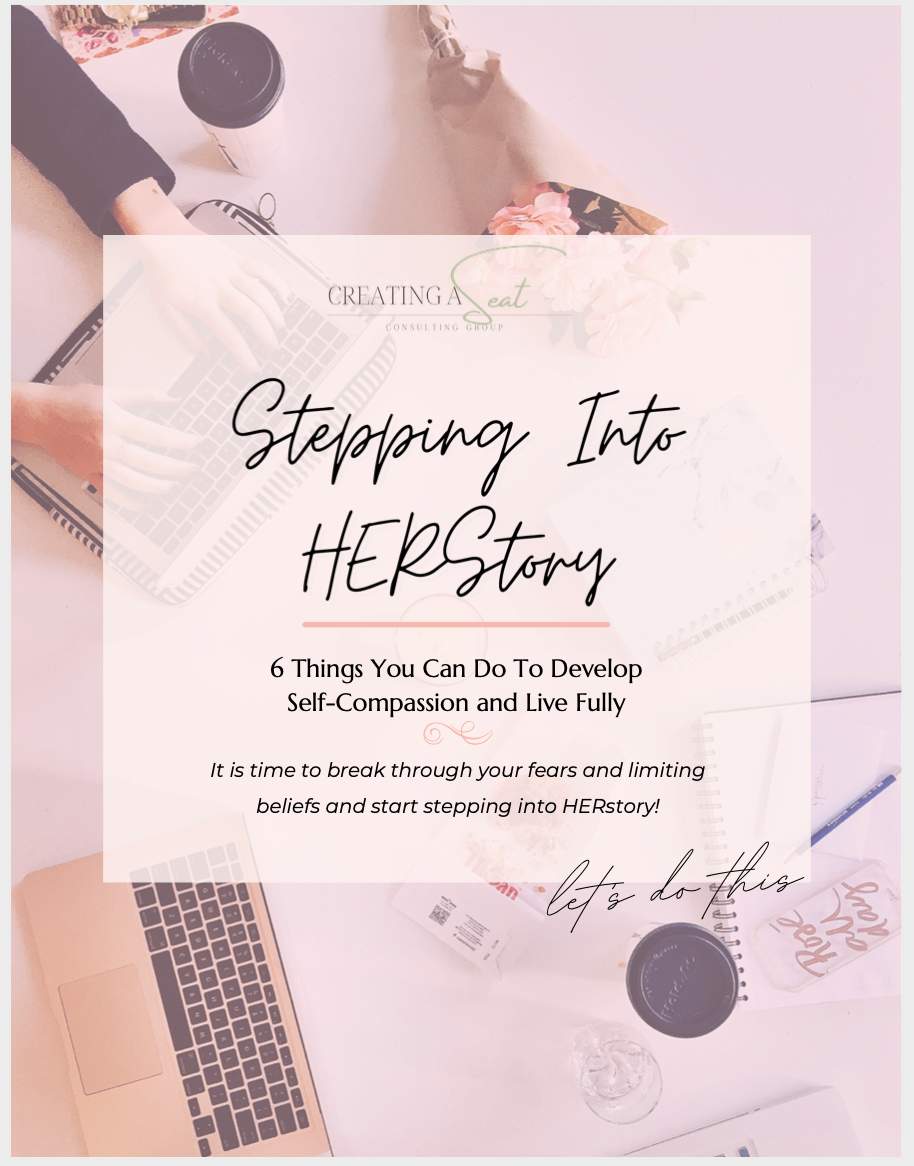 CREATING A Seat
CONSULTING GROUP
Stepping Into
HERStory
6 Things You Can Do To Develop
Self-Compassion and Live Fully
It is time to break through your fears and limiting
beliefs and start stepping into HERstory!
let's do this
Rosé
all
day